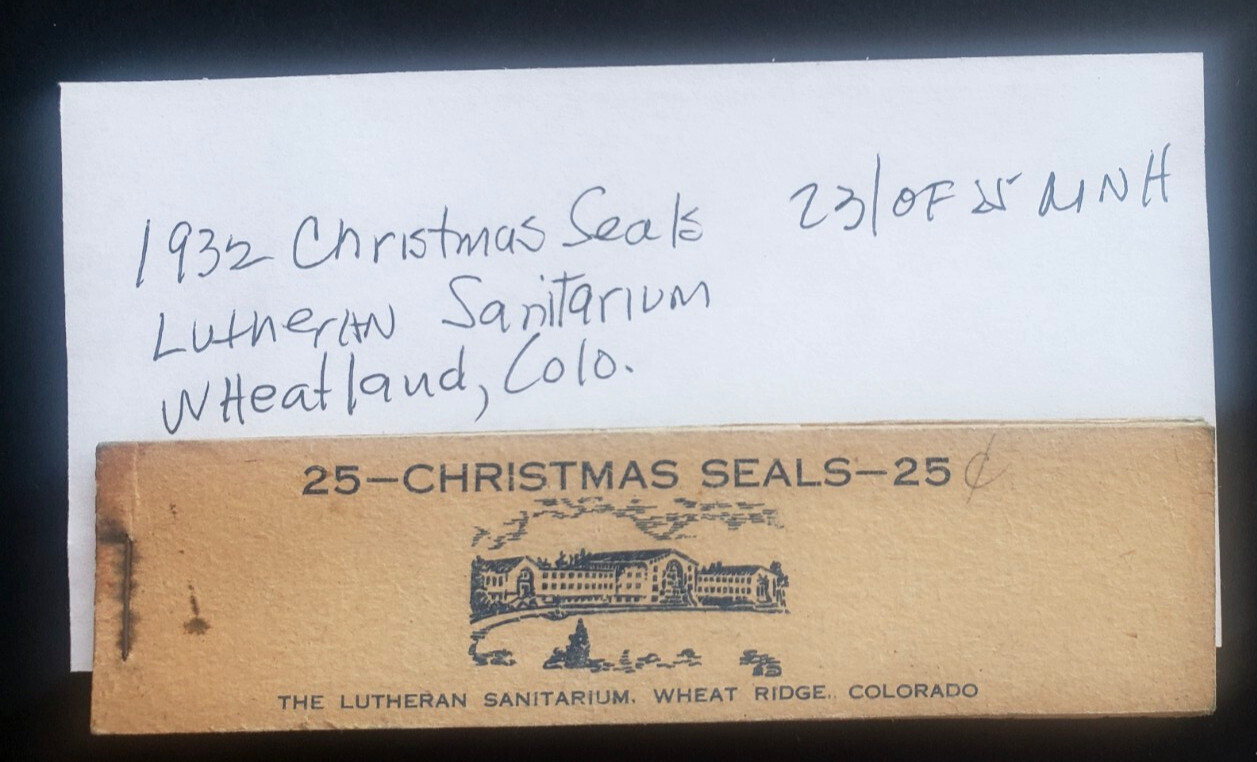 1932 Christmas Seals 23/OF 25 MNH
Lutheran Sanitarium
Wheatland, Colo.
25—CHRISTMAS SEALS—25¢
THE LUTHERAN SANITARIUM. WHEAT RIDGE.. COLORADO